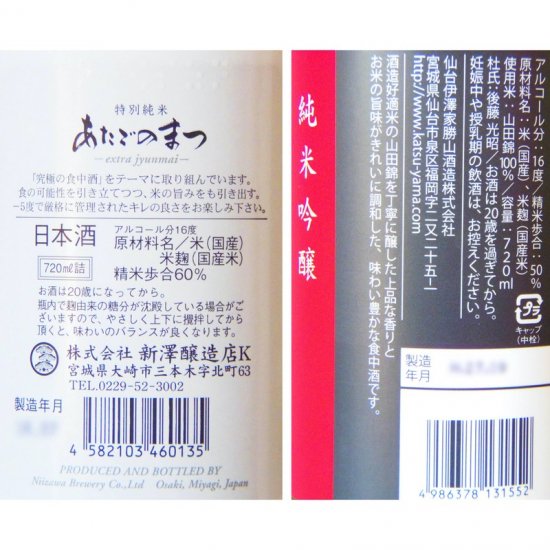 特別純米
あたごのまつ
extra jyunmai
「究極の食中酒」をテーマに取り組んでいます。
食の可能性を引き立てつつ、米の旨みをも引き出す。
−5度で厳格に管理されたキレの良さをお楽しみ下さい。
日本酒
720ml詰
アルコール分16度
原材料名／米(国産)
米麹(国産米)
精米歩合60%
お酒は20歳になってから。
瓶内で麹由来の糖分が沈殿している場合がご
ざいますので、やさしく上下に攪拌してから
頂くと、味わいのバランスが良くなります。
株式会社 新澤醸造店K
宮城県大崎市三本木字北町63
TEL.0229-52-3002
製造年月
4 582103 460135
PRODUCED AND BOTTLED BY
Niizawa Brewery Co.,Ltd Osaki, Miyagi, Japan
アルコール分：16度 精米歩合：50%
原材料名：米（国産）、米麹（国産米）
使用米：山田錦100%／容量：720ml
杜氏：後藤 光昭／お酒は20歳を過ぎてから。
妊娠中や授乳期の飲酒は、お控えください。
仙台伊澤家勝山酒造株式会社
宮城県仙台市泉区福岡字二又二十五−一
http://www.katsu-yama.com
酒造好適米の山田錦を丁寧に醸した上品な香りと
お米の旨味がきれいに調和した、味わい豊かな食中酒です。
純米吟醸
プラ
キャップ
(中栓)
製造
年月
4 986378 131552